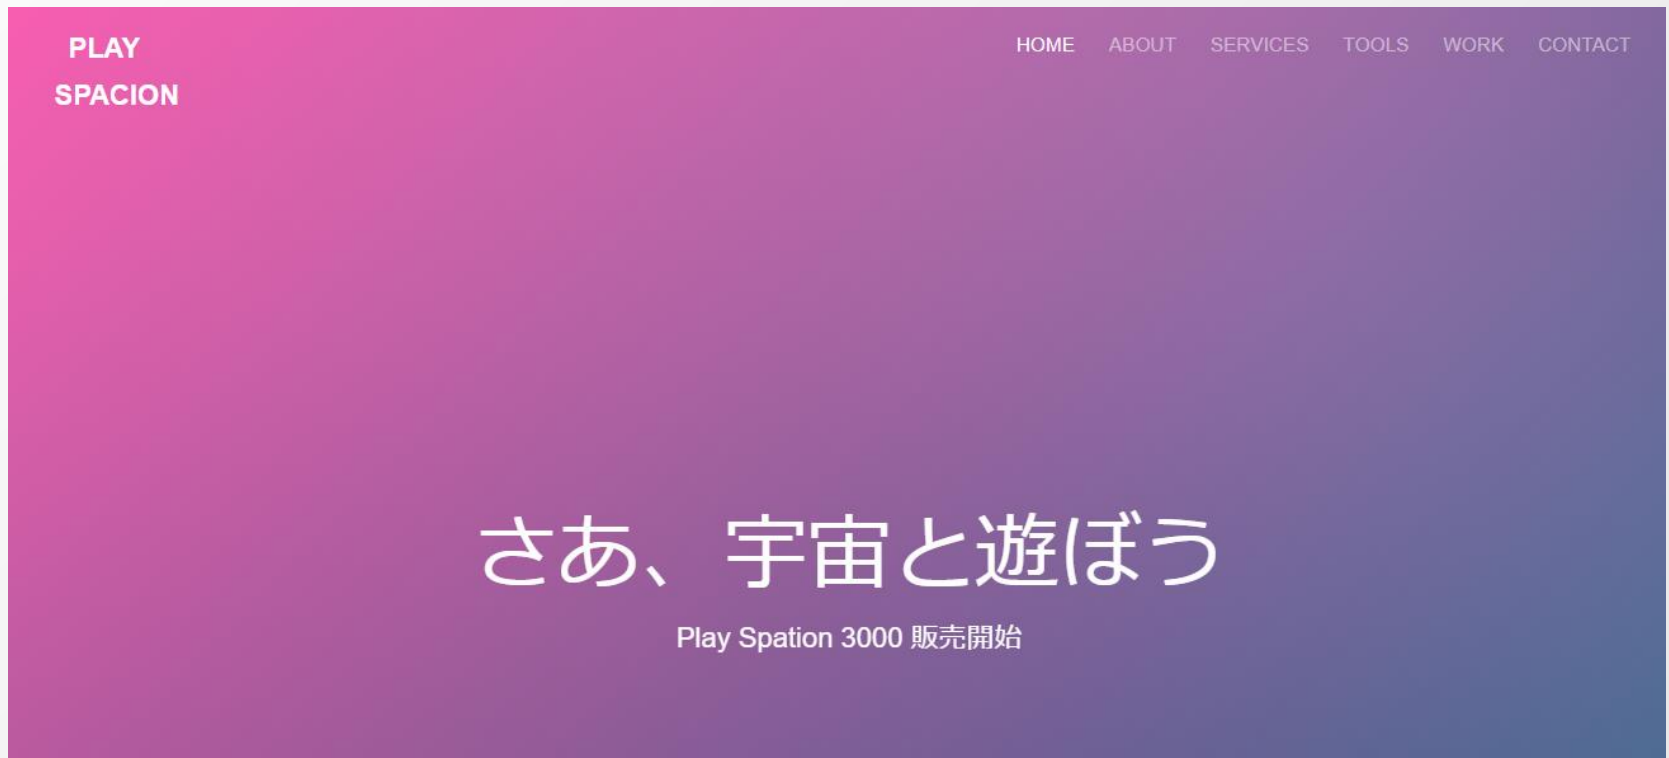 PLAY
SPACION
HOME ABOUT SERVICES TOOLS WORK CONTACT
さあ、宇宙と遊ぼう
Play Spation 3000 販売開始